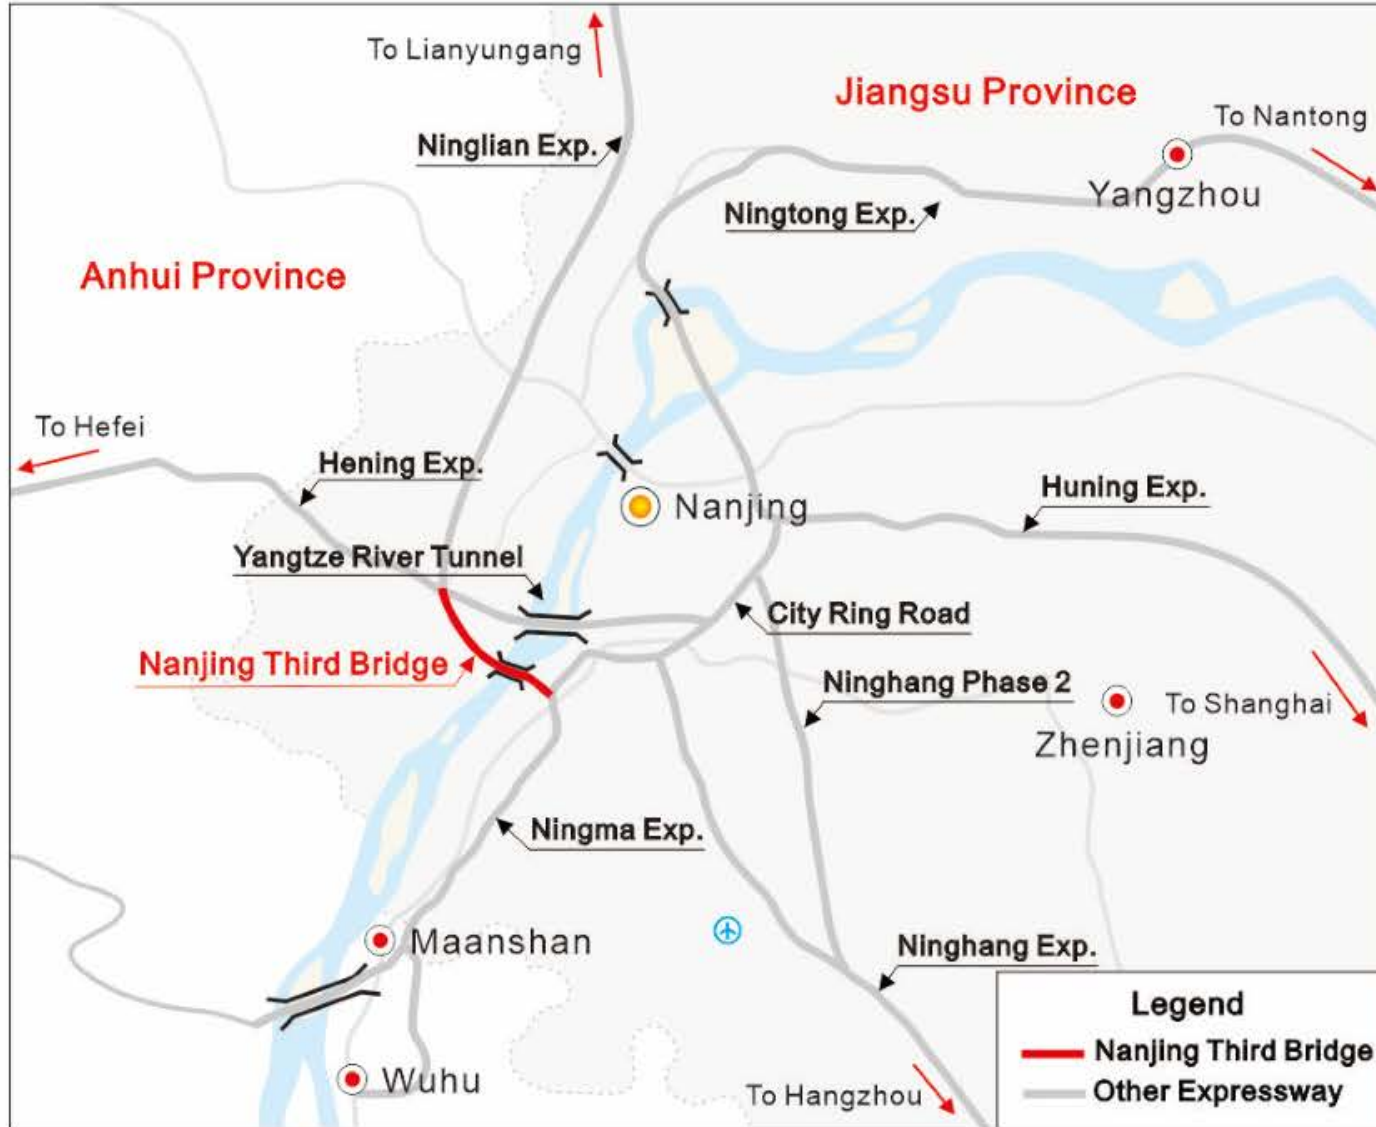 To Lianyungang
Jiangsu Province
To Nantong
Ninglian Exp.
Yangzhou
Ningtong Exp.
Anhui Province
To Hefei
Hening Exp.
Nanjing
Huning Exp.
Yangtze River Tunnel
City Ring Road
Nanjing Third Bridge
Ninghang Phase 2
To Shanghai
Zhenjiang
Ningma Exp.
Maanshan
Ninghang Exp.
Wuhu
To Hangzhou
Legend
Nanjing Third Bridge
Other Expressway